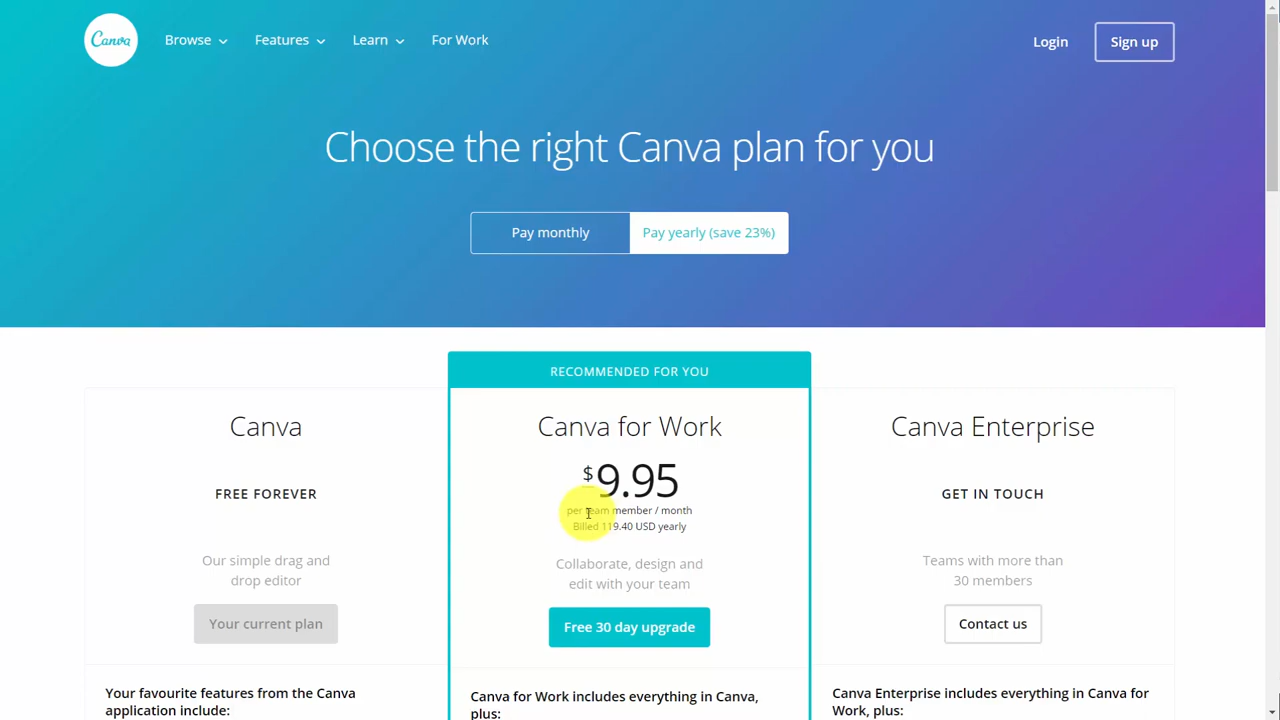 Canva
Browse
Features
Learn
For Work
Login
Sign up
Choose the right Canva plan for you
Pay monthly
Pay yearly (save 23%)
RECOMMENDED FOR YOU
Canva
FREE FOREVER
Our simple drag and
drop editor
Your current plan
Your favourite features from the Canva
application include:
Canva for Work
$9.95
per team member / month
Billed 119.40 USD yearly
Collaborate, design and
edit with your team
Free 30 day upgrade
Canva for Work includes everything in Canva,
plus:
Canva Enterprise
GET IN TOUCH
Teams with more than
30 members
Contact us
Canva Enterprise includes everything in Canva for
Work, plus: